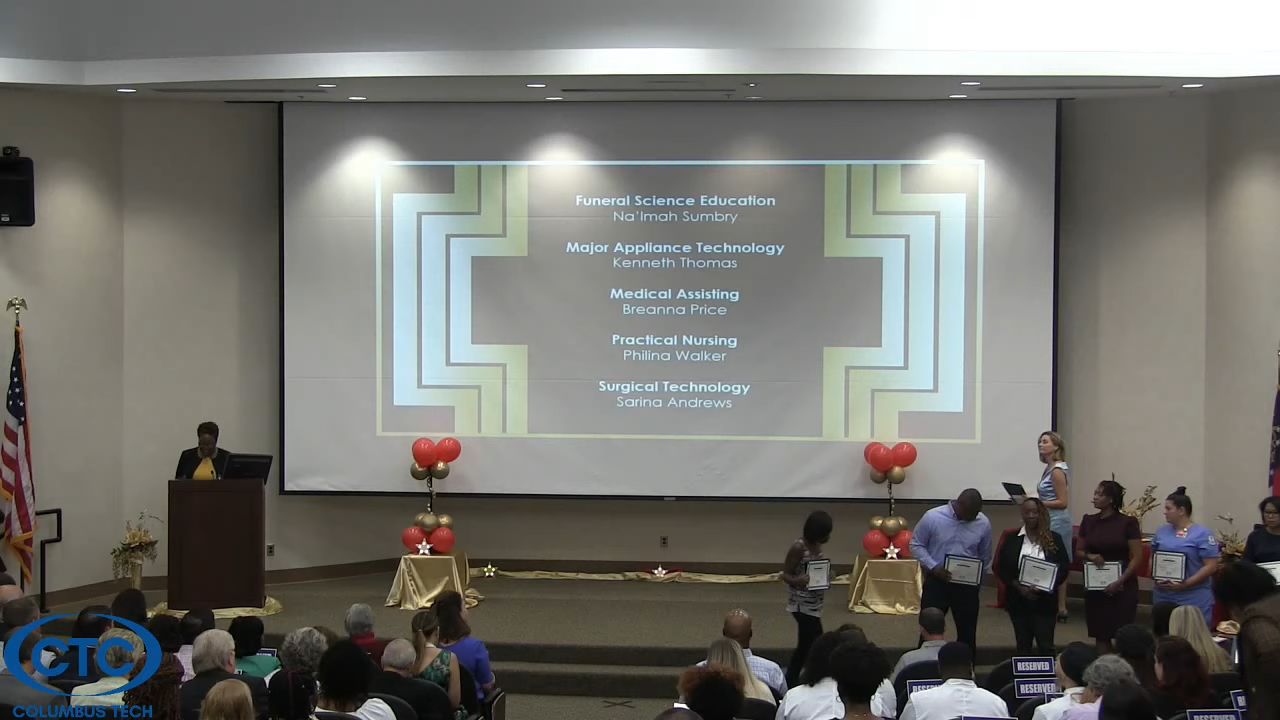 Funeral Science Education
Na'Imah Sumbry
Major Appliance Technology
Kenneth Thomas
Medical Assisting
Breanna Price
Practical Nursing
Philina Walker
Surgical Technology
Sarina Andrews
RESERVED
RESERVED
CTC
COLUMBUS TECH